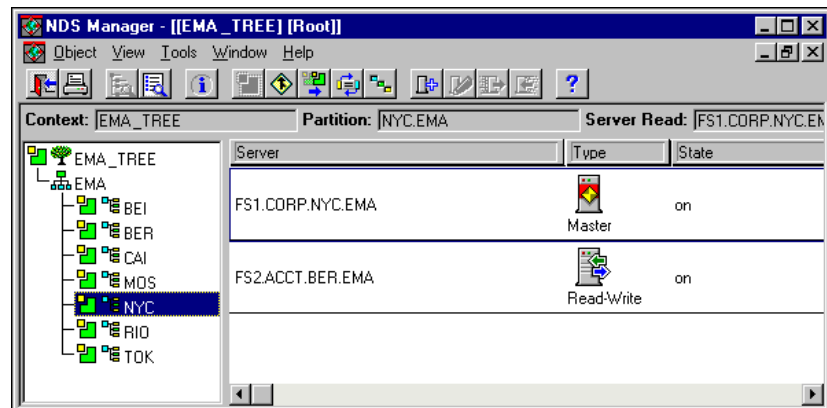 NDS Manager - [[EMA_TREE] [Root]]
Object View Tools Window Help
Context: EMA_TREE Partition: NYC.EMA Server Read: FS1.CORP.NYC.EM
EMA_TREE
EMA
BEI
BER
CAI
MOS
NYC
RIO
TOK
Server Type State
FS1.CORP.NYC.EMA Master on
FS2.ACCT.BER.EMA Read-Write on